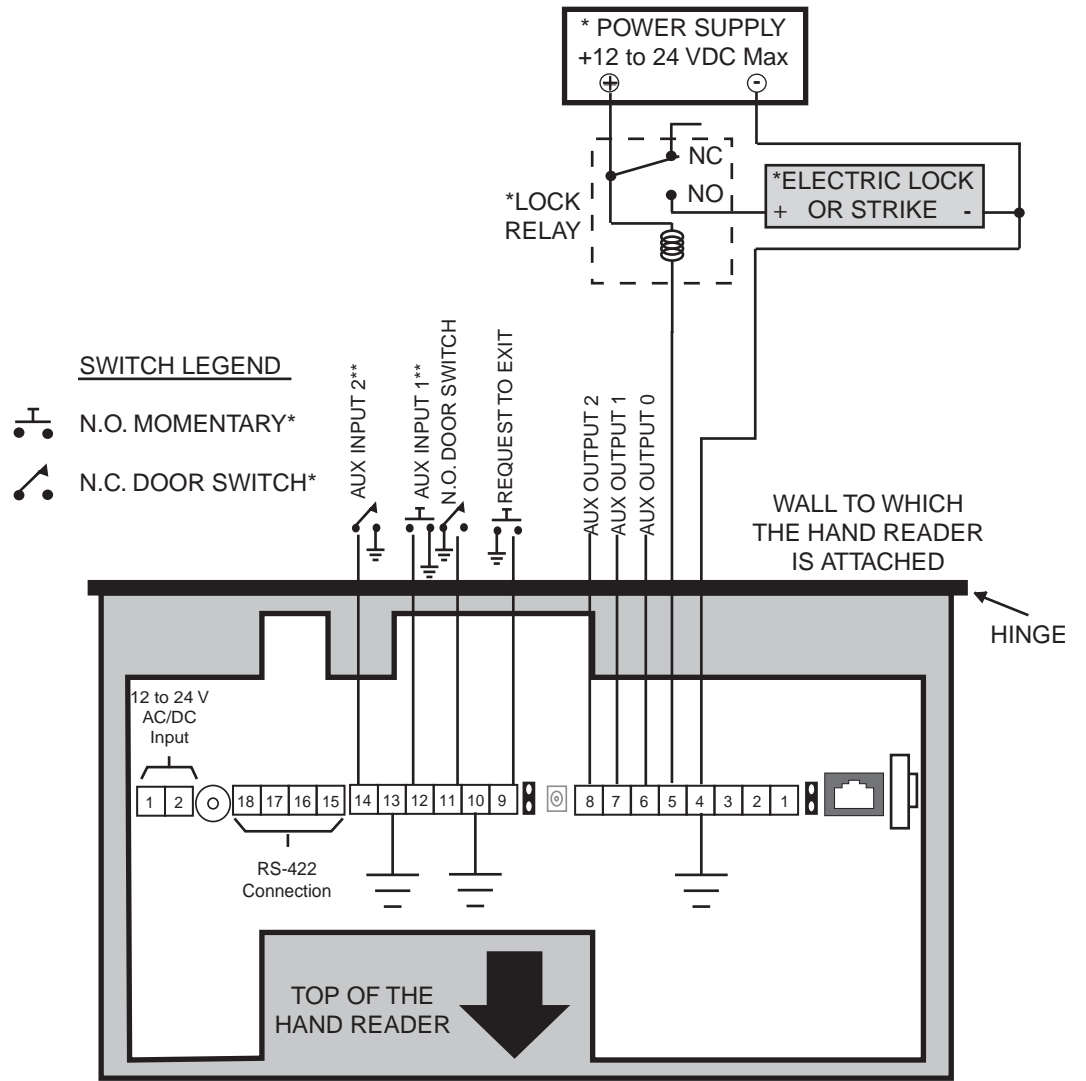 * POWER SUPPLY
+12 to 24 VDC Max
+
-
NC
NO
*LOCK
RELAY
*ELECTRIC LOCK
+ OR STRIKE -
SWITCH LEGEND
N.O. MOMENTARY*
N.C. DOOR SWITCH*
AUX INPUT 2**
AUX INPUT 1**
N.O. DOOR SWITCH
REQUEST TO EXIT
AUX OUTPUT 2
AUX OUTPUT 1
AUX OUTPUT 0
WALL TO WHICH
THE HAND READER
IS ATTACHED
HINGE
12 to 24 V
AC/DC
Input
1 2 18 17 16 15 14 13 12 11 10 9 8 7 6 5 4 3 2 1
RS-422
Connection
TOP OF THE
HAND READER